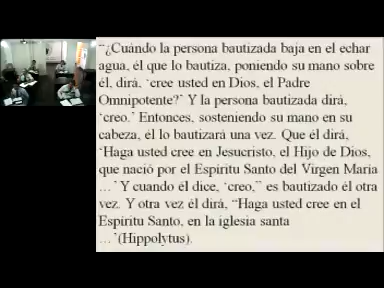 “¿Cuándo la persona bautizada baja en el echar
agua, él que lo bautiza, poniendo su mano sobre
él, dirá, ‘cree usted en Dios, el Padre
Omnipotente?’ Y la persona bautizada dirá,
‘creo.’ Entonces, sosteniendo su mano en su
cabeza, él lo bautizará una vez. Que él dirá,
‘Haga usted cree en Jesucristo, el Hijo de Dios,
que nació por el Espíritu Santo del Virgen Maria
…’ Y cuando él dice, ‘creo,” es bautizado él otra
vez. Y otra vez él dirá, “Haga usted cree en el
Espíritu Santo, en la iglesia santa
…’(Hippolytus).